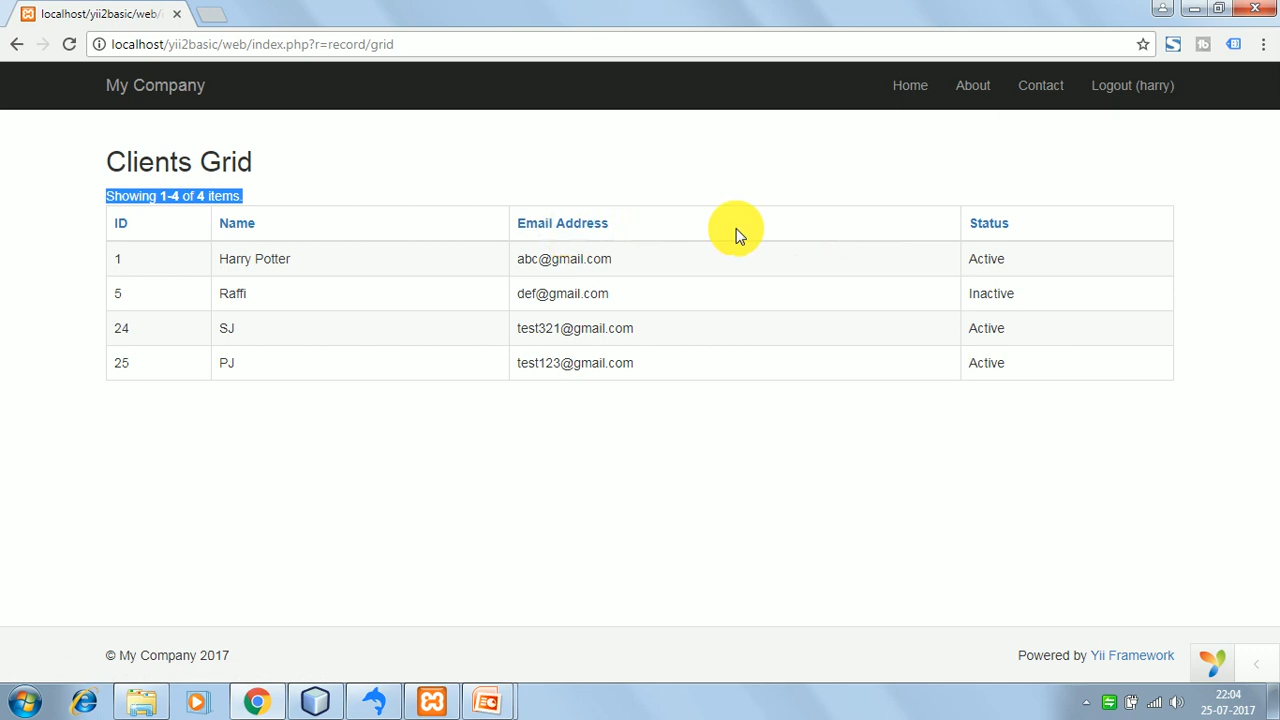 localhost/yii2basic/web/i
localhost/yii2basic/web/index.php?r=record/grid
My Company
Home About Contact Logout (harry)
Clients Grid
Showing 1-4 of 4 items.
ID Name Email Address Status
1 Harry Potter abc@gmail.com Active
5 Raffi def@gmail.com Inactive
24 SJ test321@gmail.com Active
25 PJ test123@gmail.com Active
© My Company 2017
Powered by Yii Framework
22:04
25-07-2017